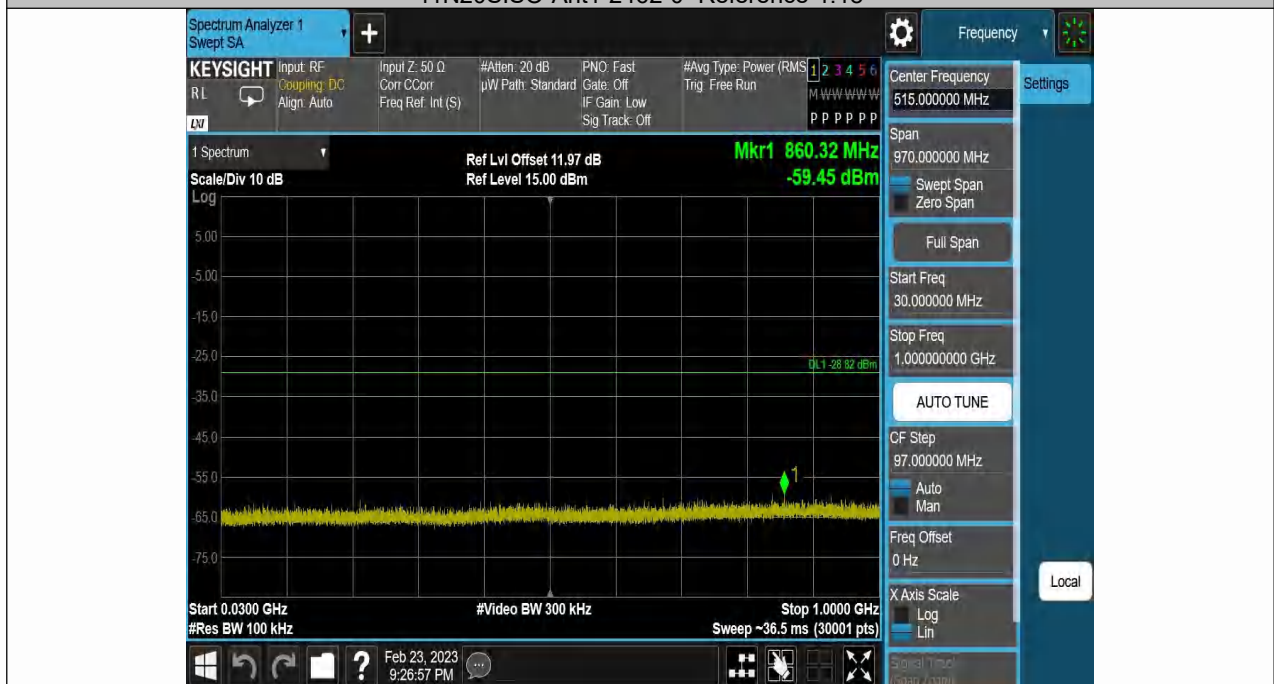 Spectrum Analyzer 1
Swept SA
+
Frequency
KEYSIGHT
RL
LXI
Input: RF
Coupling: DC
Align: Auto
Input Z: 50 Ω
Corr CCorr
Freq Ref: Int (S)
#Atten: 20 dB
µW Path: Standard
PNO: Fast
Gate: Off
IF Gain: Low
Sig Track: Off
#Avg Type: Power (RMS
Trig: Free Run
1 2 3 4 5 6
M W W W W W
P P P P P P
Center Frequency
515.000000 MHz
Settings
1 Spectrum
Scale/Div 10 dB
Log
Ref Lvl Offset 11.97 dB
Ref Level 15.00 dBm
Mkr1 860.32 MHz
-59.45 dBm
Span
970.000000 MHz
Swept Span
Zero Span
Full Span
Start Freq
30.000000 MHz
Stop Freq
1.000000000 GHz
AUTO TUNE
CF Step
97.000000 MHz
Auto
Man
Freq Offset
0 Hz
X Axis Scale
Log
Lin
Local
5.00
-5.00
-15.0
-25.0
DL1 -28.82 dBm
-35.0
-45.0
-55.0
1
-65.0
-75.0
Start 0.0300 GHz
#Res BW 100 kHz
#Video BW 300 kHz
Stop 1.0000 GHz
Sweep ~36.5 ms (30001 pts)
?
Feb 23, 2023
9:26:57 PM
Signal Track
(Span Zoom)